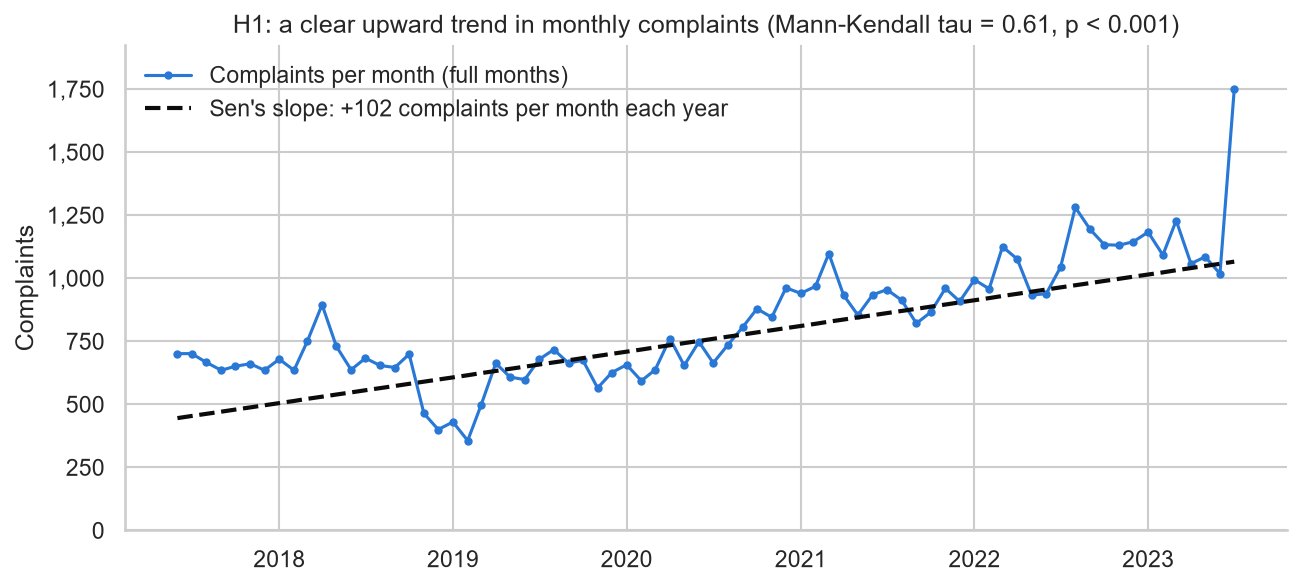 H1: a clear upward trend in monthly complaints (Mann-Kendall tau = 0.61, p < 0.001)
Complaints per month (full months)
Sen's slope: +102 complaints per month each year
Complaints
1,750
1,500
1,250
1,000
750
500
250
0
2018 2019 2020 2021 2022 2023